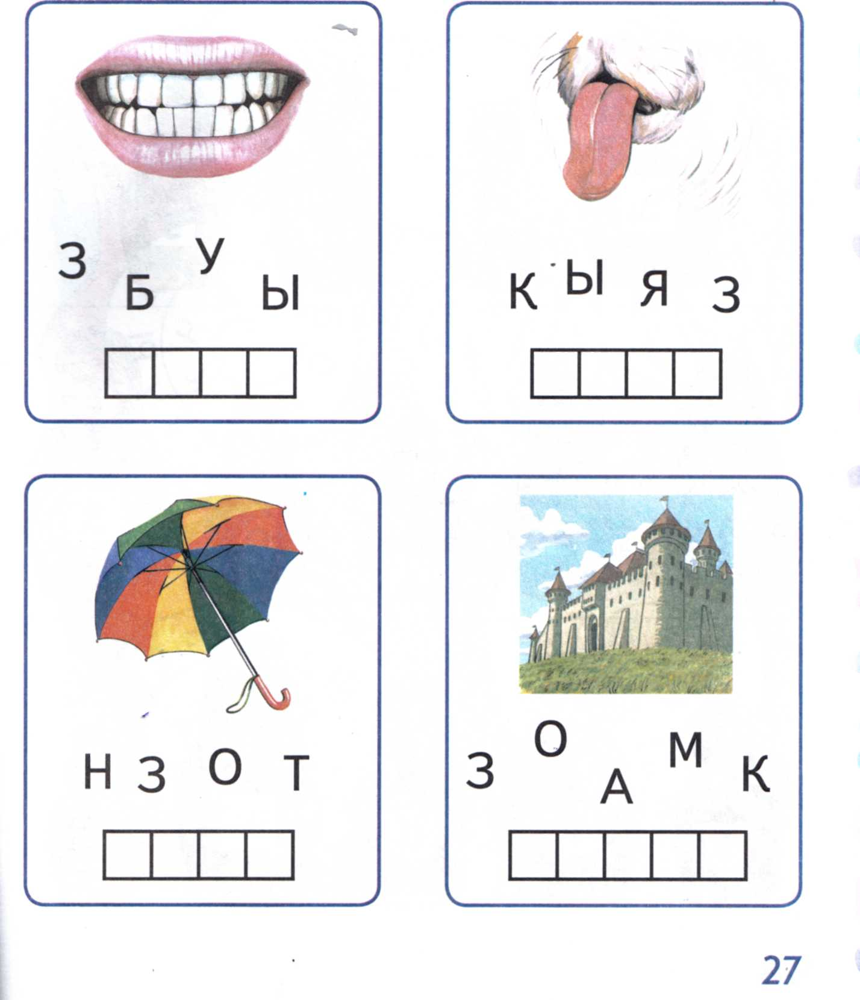 З Б У Ы
К Ы Я З
Н З О Т
З О А М К
27